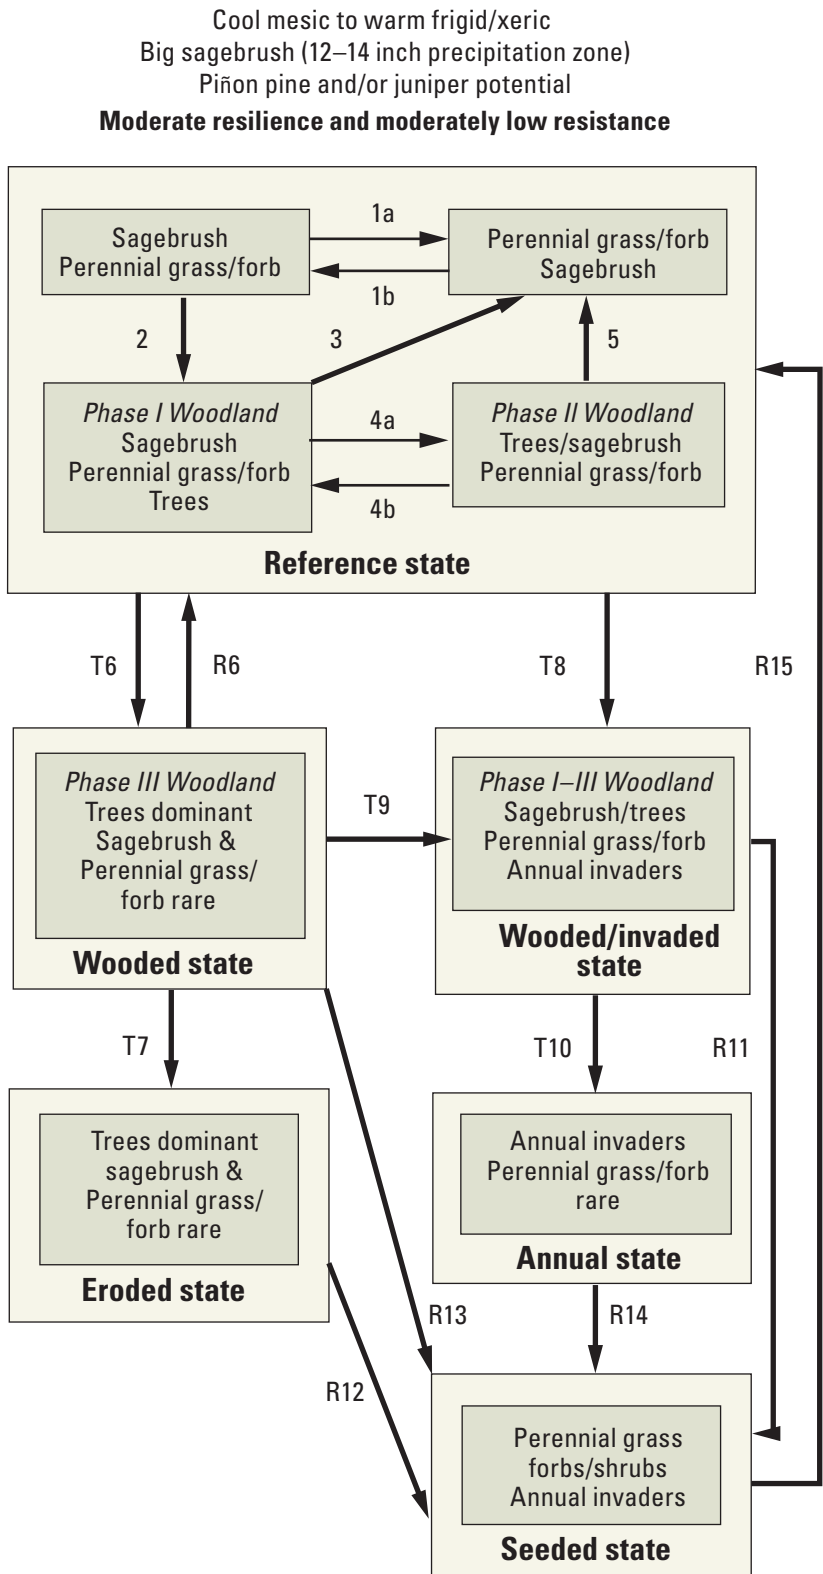 Cool mesic to warm frigid/xeric
Big sagebrush (12–14 inch precipitation zone)
Piñon pine and/or juniper potential
Moderate resilience and moderately low resistance
Sagebrush
Perennial grass/forb
1a
1b
Perennial grass/forb
Sagebrush
2
3
5
Phase I Woodland
Sagebrush
Perennial grass/forb
Trees
4a
4b
Phase II Woodland
Trees/sagebrush
Perennial grass/forb
Reference state
T6
R6
T8
R15
Phase III Woodland
Trees dominant
Sagebrush &
Perennial grass/
forb rare
Wooded state
T9
Phase I–III Woodland
Sagebrush/trees
Perennial grass/forb
Annual invaders
Wooded/invaded
state
T7
T10
R11
Trees dominant
sagebrush &
Perennial grass/
forb rare
Eroded state
Annual invaders
Perennial grass/forb
rare
Annual state
R13
R14
R12
Perennial grass
forbs/shrubs
Annual invaders
Seeded state